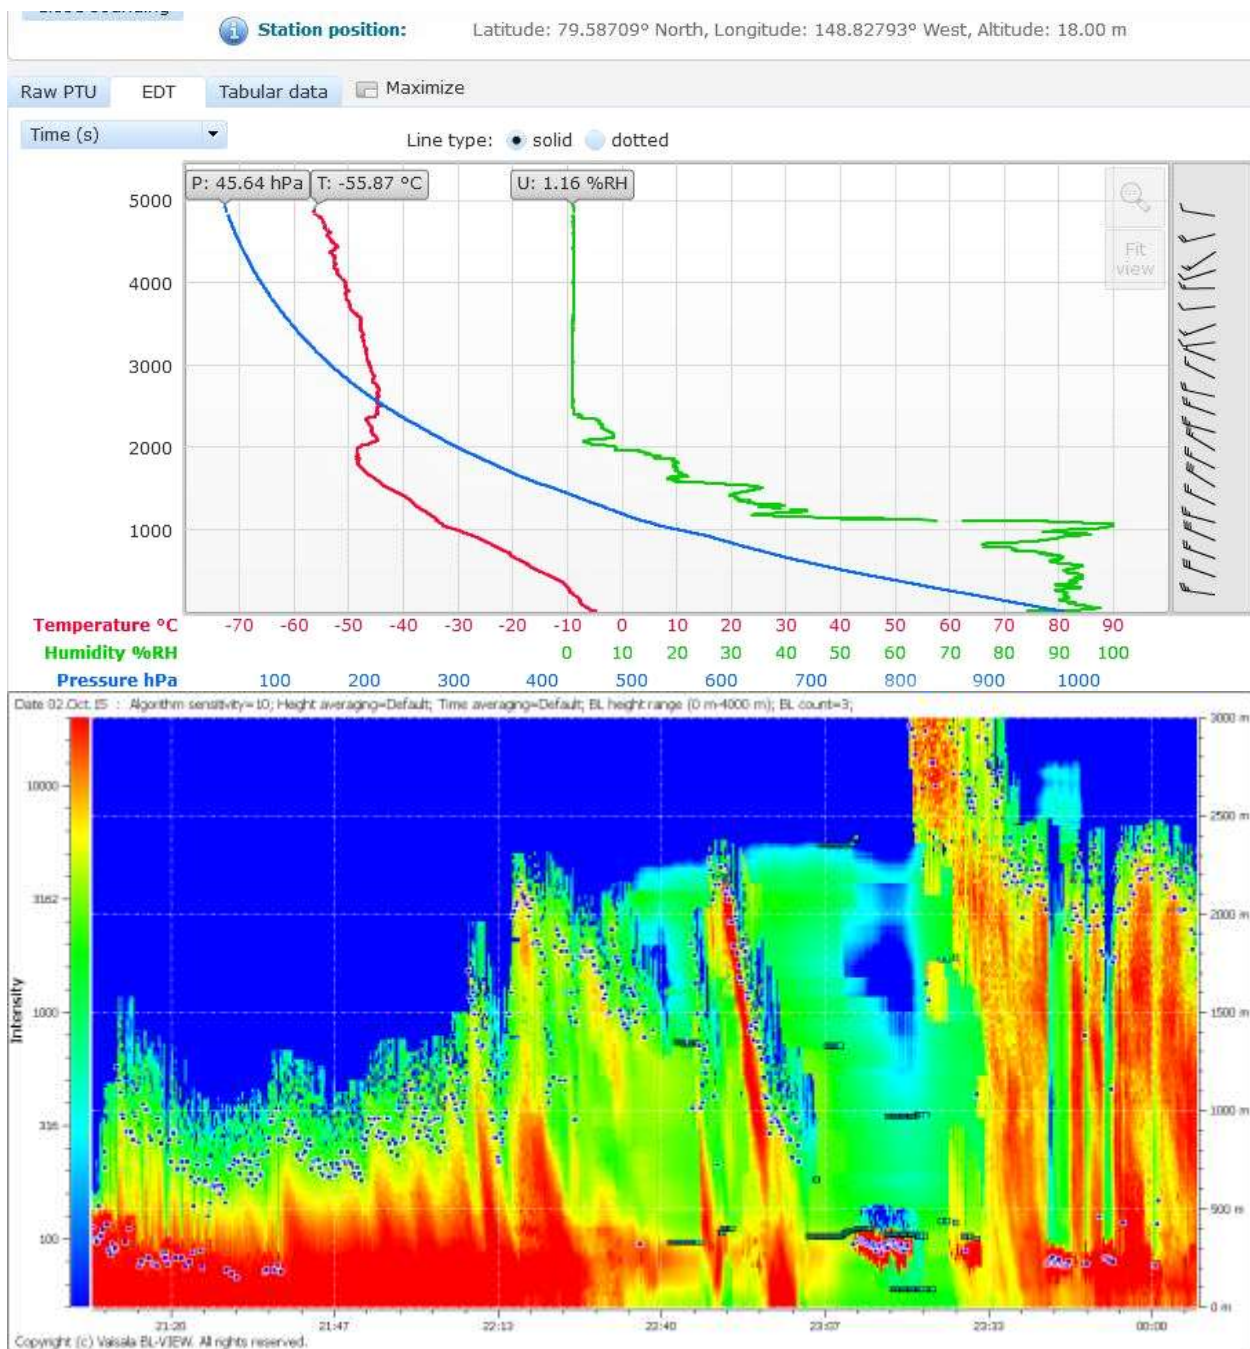 Station position: Latitude: 79.58709° North, Longitude: 148.82793° West, Altitude: 18.00 m
Raw PTU EDT Tabular data Maximize
Time (s) Line type: solid dotted
P: 45.64 hPa T: -55.87 °C U: 1.16 %RH
5000
Fit
view
4000
3000
2000
1000
Temperature °C -70 -60 -50 -40 -30 -20 -10 0 10 20 30 40 50 60 70 80 90
Humidity %RH 0 10 20 30 40 50 60 70 80 90 100
Pressure hPa 100 200 300 400 500 600 700 800 900 1000
Date 02.Oct.15 : Algorithm sensitivity=10; Height averaging=Default; Time averaging=Default; BL height range (0 m-4000 m); BL count=3;
3000 m
10000
2500 m
3162
2000 m
Intensity
1000
1500 m
316
1000 m
500 m
100
0 m
21:20 21:47 22:13 22:40 23:07 23:33 00:00
Copyright (c) Vaisala BL-VIEW. All rights reserved.